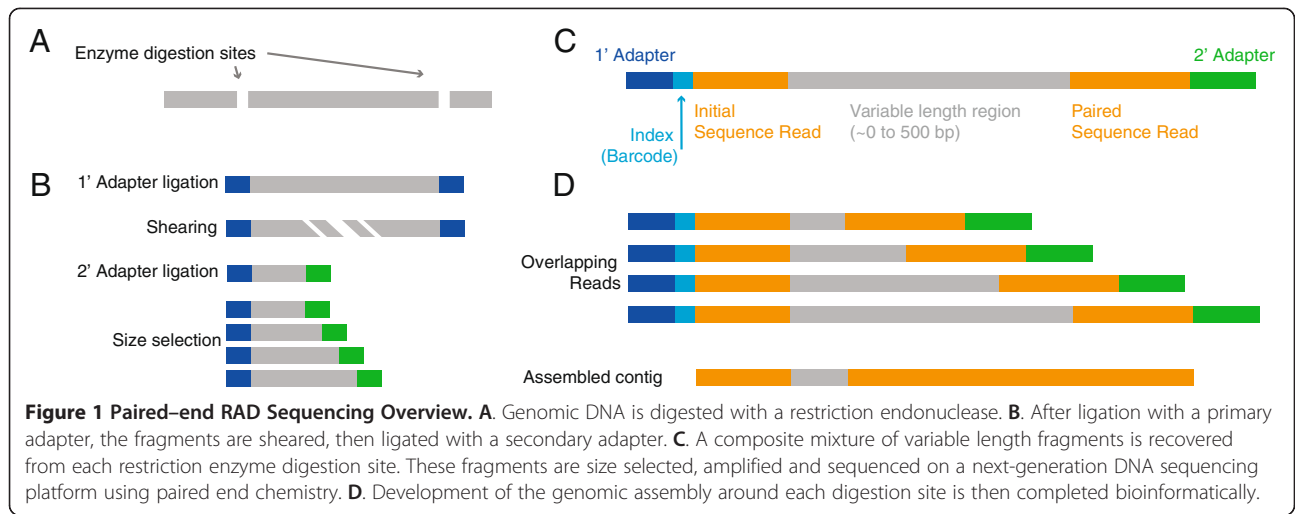 A
Enzyme digestion sites
B
1' Adapter ligation
Shearing
2' Adapter ligation
Size selection
C
1' Adapter
2' Adapter
Index
(Barcode)
Initial
Sequence Read
Variable length region
(~0 to 500 bp)
Paired
Sequence Read
D
Overlapping
Reads
Assembled contig
Figure 1 Paired–end RAD Sequencing Overview. A. Genomic DNA is digested with a restriction endonuclease. B. After ligation with a primary
adapter, the fragments are sheared, then ligated with a secondary adapter. C. A composite mixture of variable length fragments is recovered
from each restriction enzyme digestion site. These fragments are size selected, amplified and sequenced on a next-generation DNA sequencing
platform using paired end chemistry. D. Development of the genomic assembly around each digestion site is then completed bioinformatically.